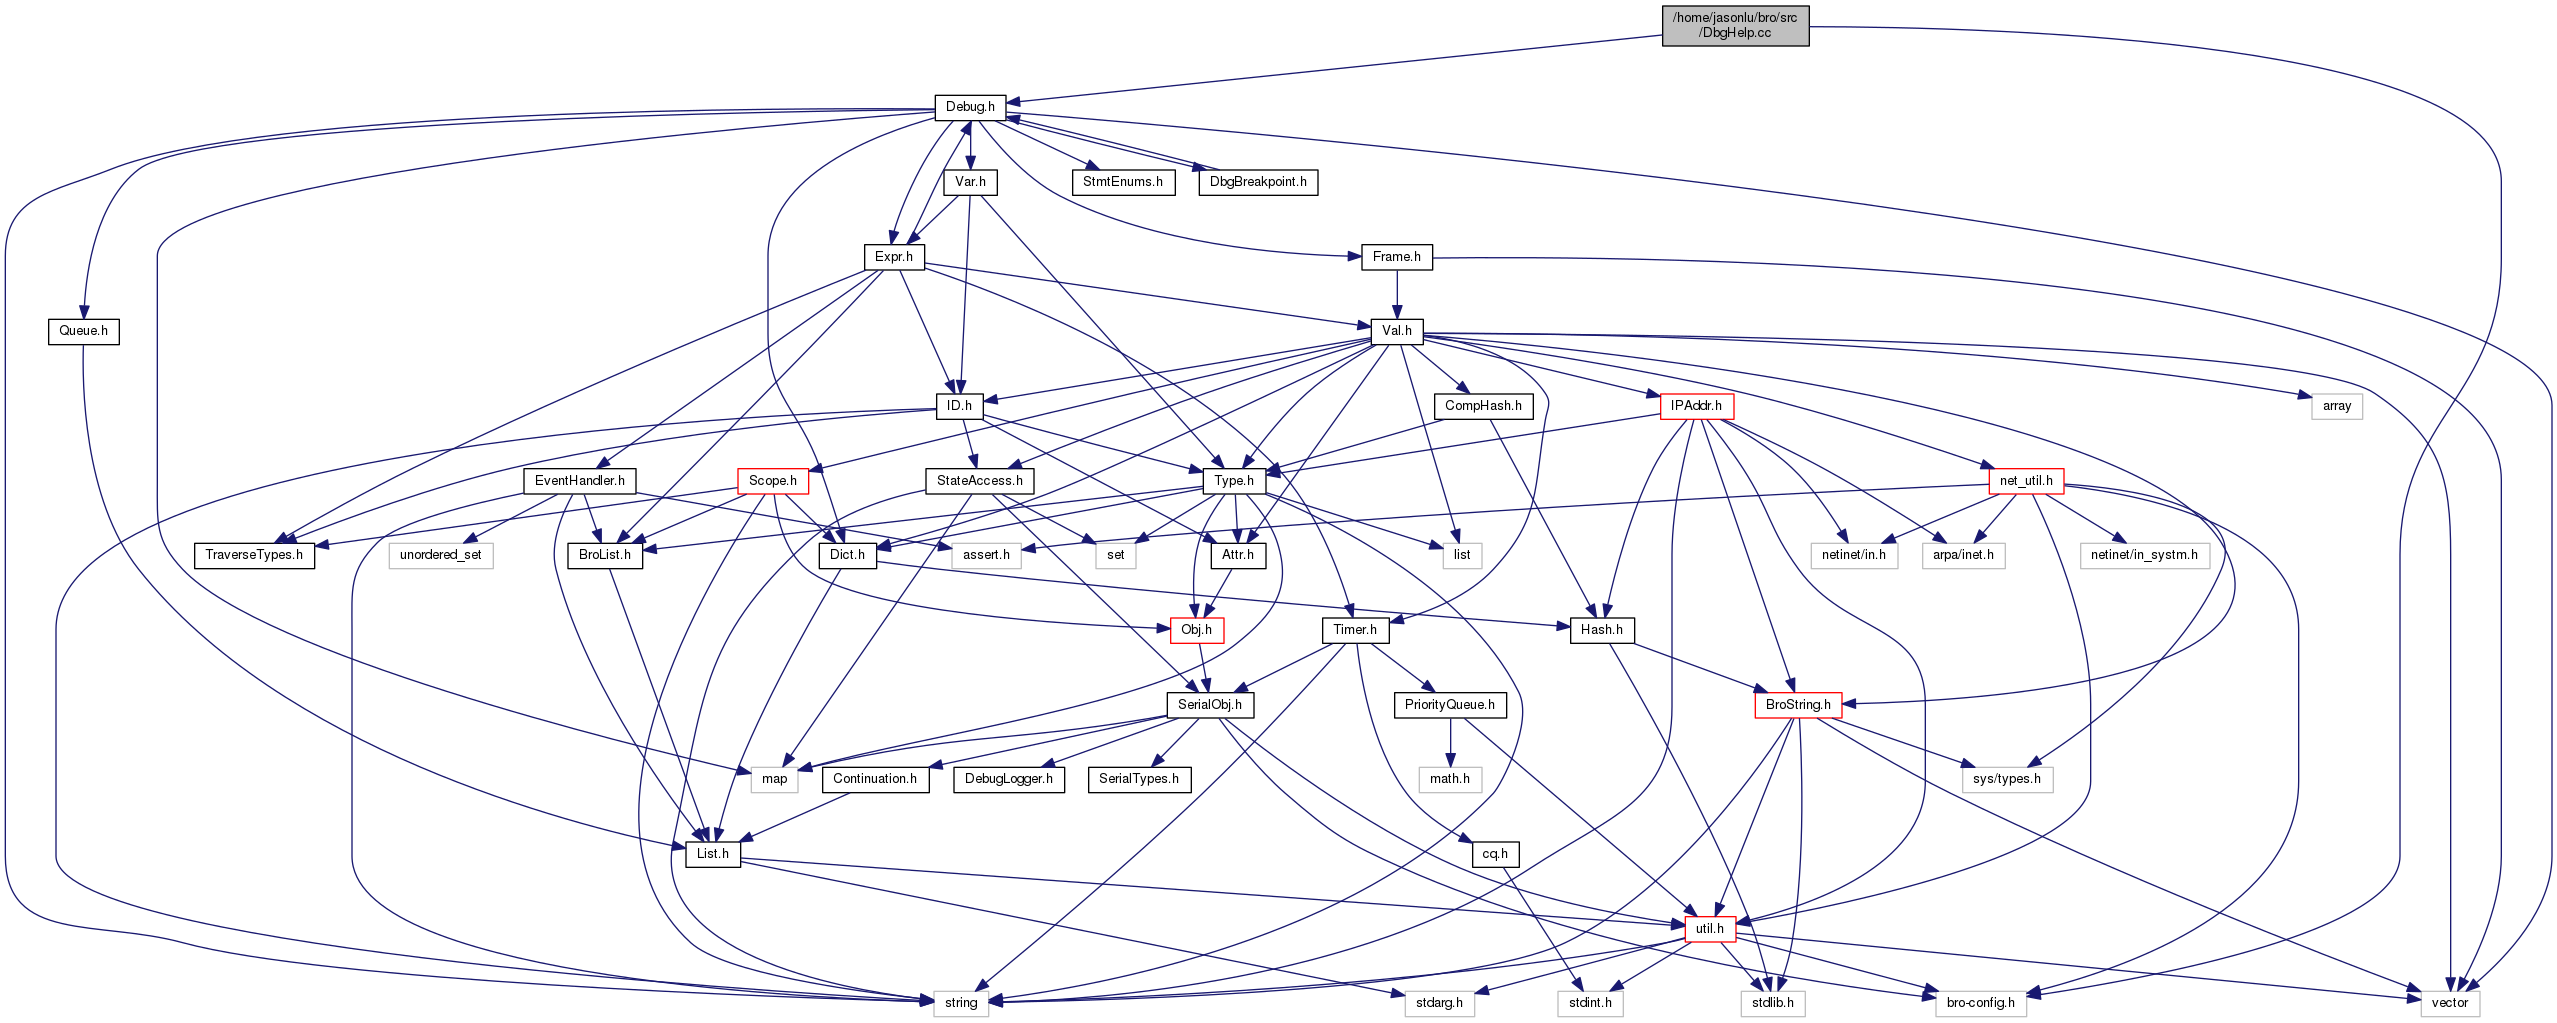 /home/jasonlu/bro/src
/DbgHelp.cc
Debug.h
Var.h
StmtEnums.h
DbgBreakpoint.h
Expr.h
Frame.h
Queue.h
Val.h
ID.h
CompHash.h
IPAddr.h
array
EventHandler.h
Scope.h
StateAccess.h
Type.h
net_util.h
TraverseTypes.h
unordered_set
BroList.h
Dict.h
assert.h
set
Attr.h
list
netinet/in.h
arpa/inet.h
netinet/in_systm.h
Obj.h
Timer.h
Hash.h
SerialObj.h
PriorityQueue.h
BroString.h
map
Continuation.h
DebugLogger.h
SerialTypes.h
math.h
sys/types.h
List.h
cq.h
util.h
string
stdarg.h
stdint.h
stdlib.h
bro-config.h
vector